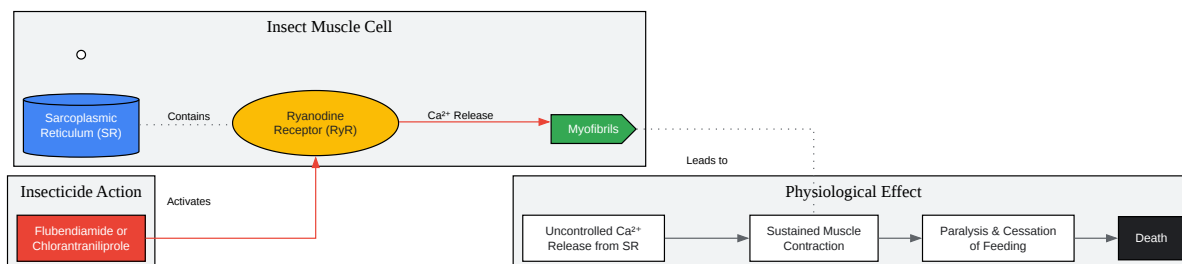 Insect Muscle Cell
Sarcoplasmic
Reticulum (SR)
Contains
Ryanodine
Receptor (RyR)
Ca²⁺ Release
Myofibrils
Leads to
Insecticide Action
Flubendiamide or
Chlorantraniliprole
Activates
Physiological Effect
Uncontrolled Ca²⁺
Release from SR
Sustained Muscle
Contraction
Paralysis & Cessation
of Feeding
Death